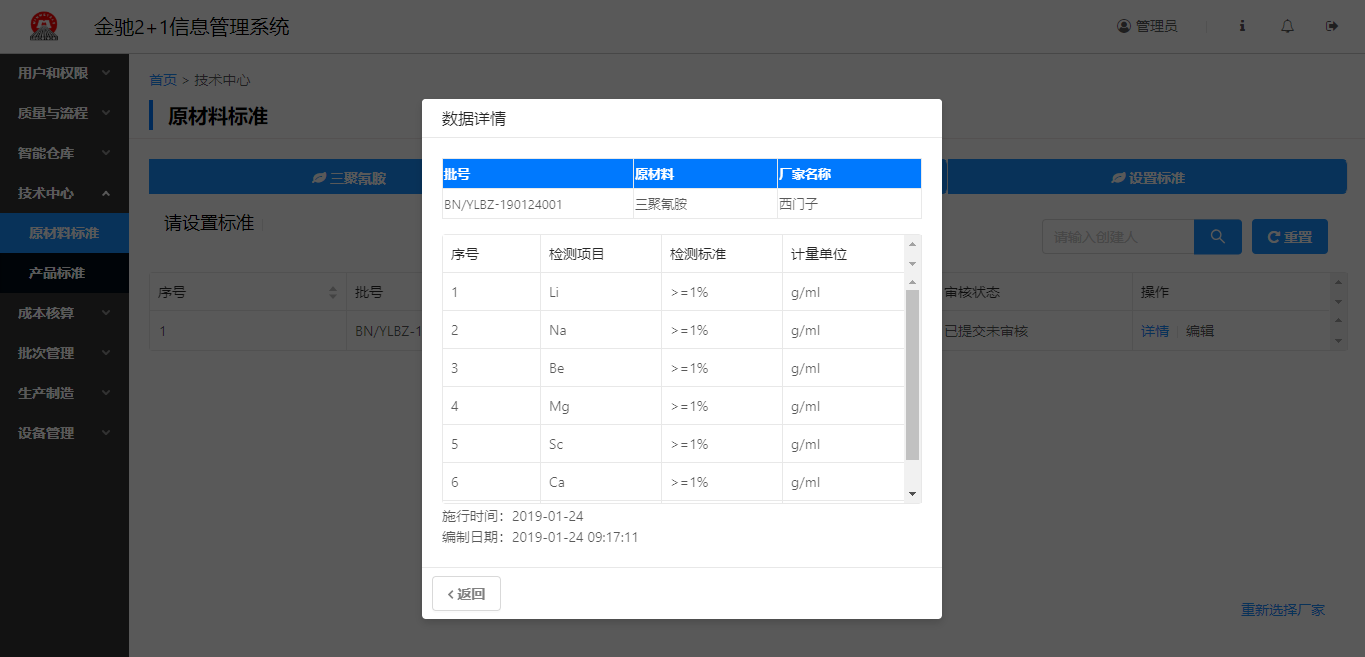 金驰2+1信息管理系统
管理员
用户和权限
质量与流程
智能仓库
技术中心
原材料标准
产品标准
成本核算
批次管理
生产制造
设备管理
首页 > 技术中心
原材料标准
三聚氰胺
设置标准
请设置标准
请输入创建人
重置
序号 批号 审核状态 操作
1 BN/YLBZ-1 已提交未审核 详情 编辑
重新选择厂家
数据详情
批号 原材料 厂家名称
BN/YLBZ-190124001 三聚氰胺 西门子
序号 检测项目 检测标准 计量单位
1 Li >=1% g/ml
2 Na >=1% g/ml
3 Be >=1% g/ml
4 Mg >=1% g/ml
5 Sc >=1% g/ml
6 Ca >=1% g/ml
施行时间：2019-01-24
编制日期：2019-01-24 09:17:11
返回